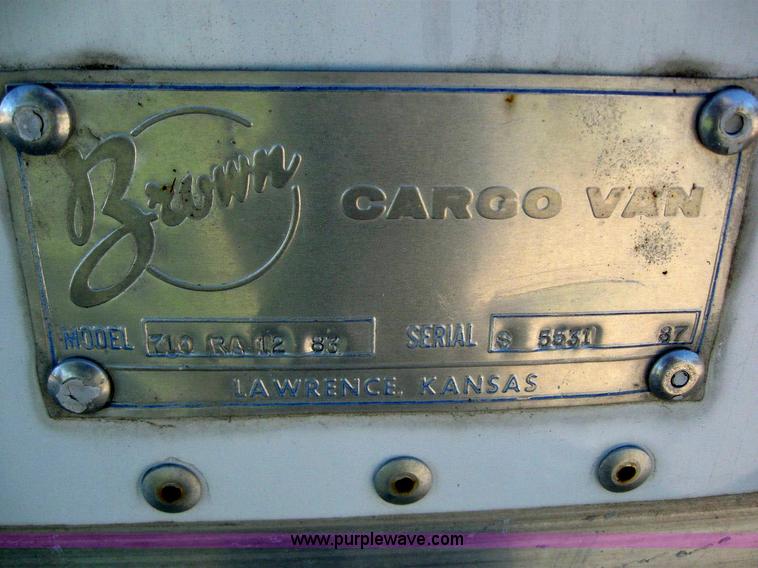 Brown CARGO VAN
MODEL 710 RA 12 83 SERIAL S 5531 87
LAWRENCE, KANSAS
www.purplewave.com